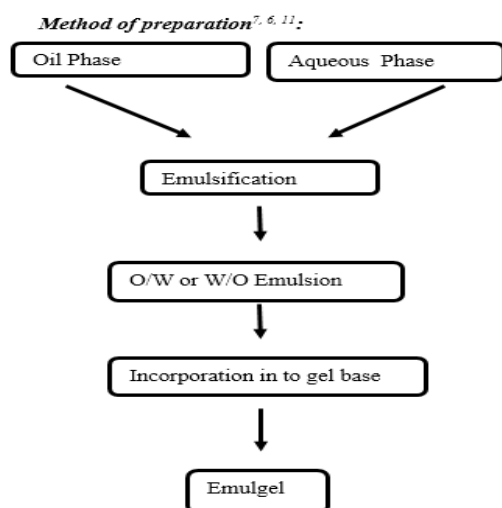 Method of preparation7, 6, 11:
Oil Phase
Aqueous Phase
Emulsification
O/W or W/O Emulsion
Incorporation in to gel base
Emulgel